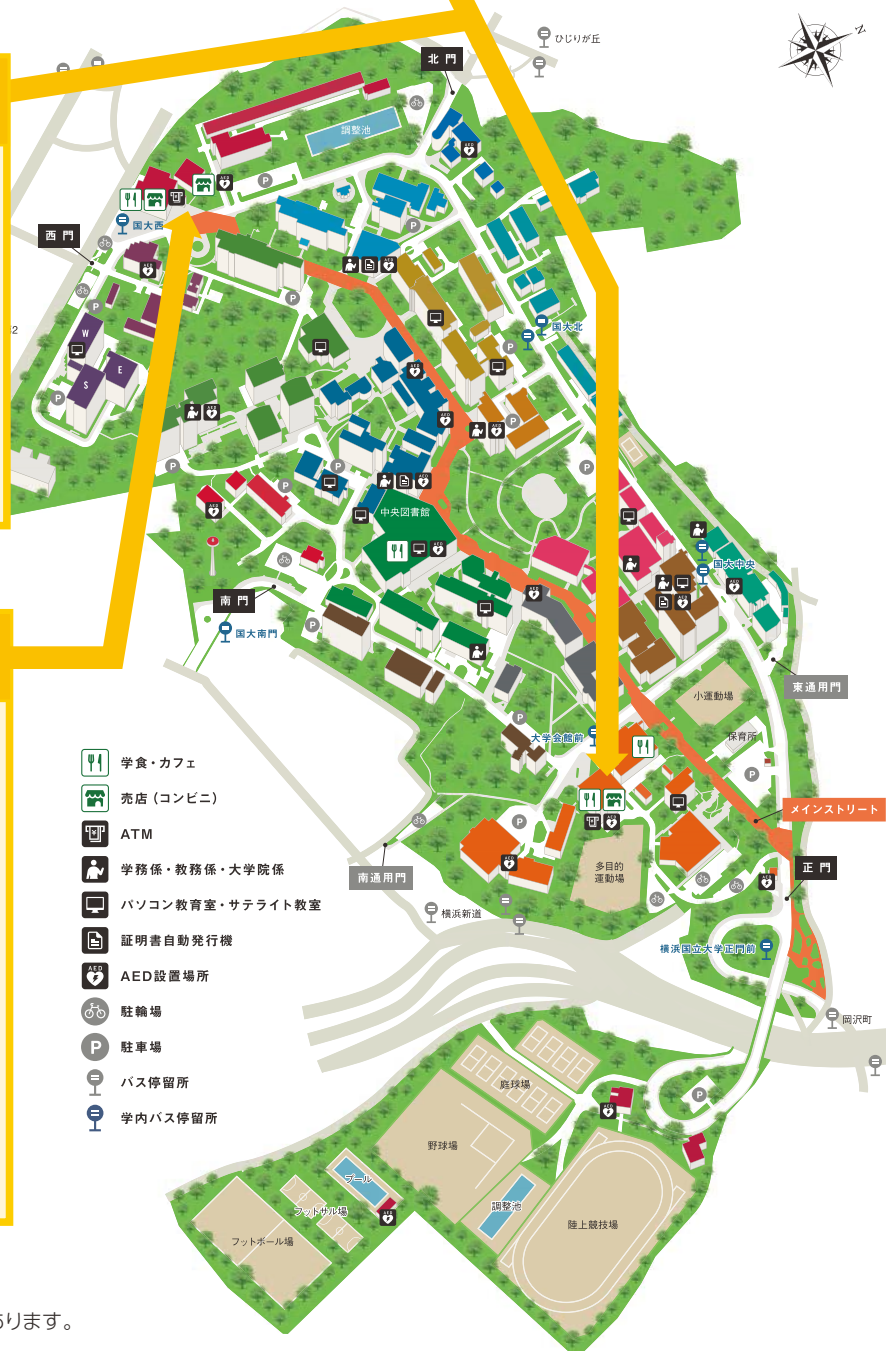 ひじりが丘
N
北門
調整池
国大西
西門
P
P
P
P
2
W
E
S
P
国大北
P
P
P
P
P
P
中央図書館
南門
国大南門
P
国大中央
東通用門
小運動場
保育所
P
大学会館前
P
P
メインストリート
正門
多目的
運動場
南通用門
横浜新道
横浜国立大学正門前
岡沢町
学食・カフェ
売店(コンビニ)
ATM
学務係・教務係・大学院係
パソコン教育室・サテライト教室
証明書自動発行機
AED
AED設置場所
駐輪場
P
駐車場
バス停留所
学内バス停留所
庭球場
P
野球場
プール
フットサル場
調整池
フットボール場
陸上競技場
ります。